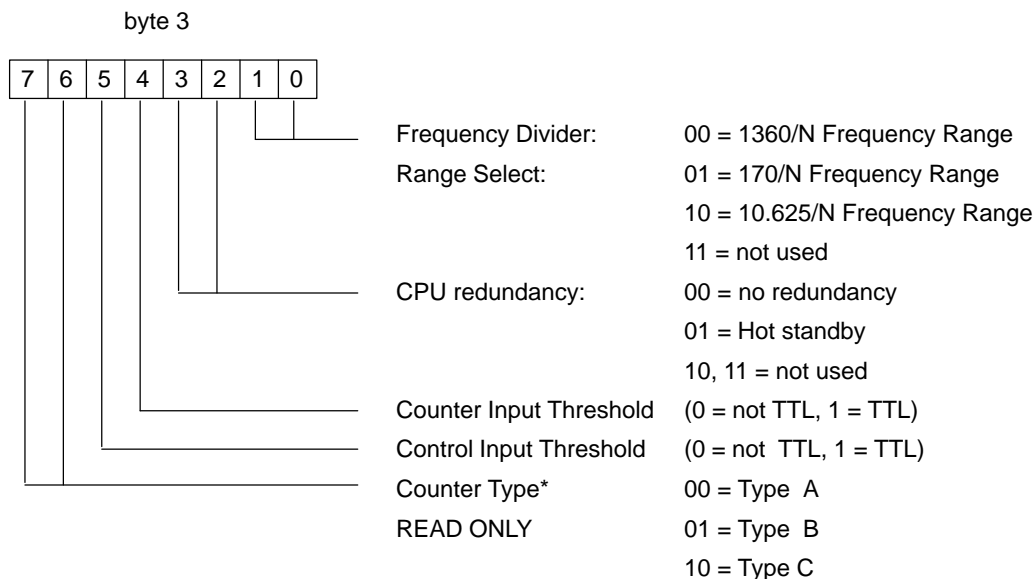 byte 3
7 6 5 4 3 2 1 0
Frequency Divider: 00 = 1360/N Frequency Range
Range Select: 01 = 170/N Frequency Range
10 = 10.625/N Frequency Range
11 = not used
CPU redundancy: 00 = no redundancy
01 = Hot standby
10, 11 = not used
Counter Input Threshold (0 = not TTL, 1 = TTL)
Control Input Threshold (0 = not TTL, 1 = TTL)
Counter Type* 00 = Type A
READ ONLY 01 = Type B
10 = Type C